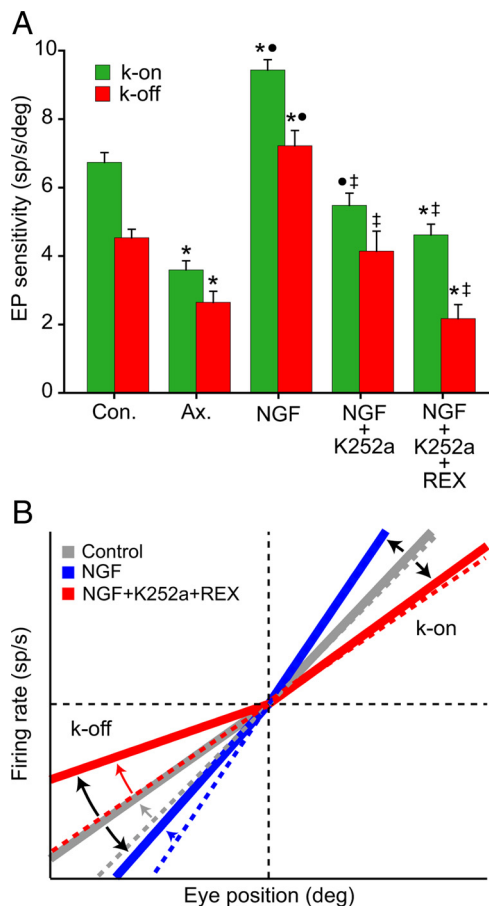 A
EP sensitivity (sp/s/deg)
10
8
6
4
2
0
k-on
k-off
* *
*●
*●
●‡
‡
*‡
*‡
Con.
Ax.
NGF
NGF
+
K252a
NGF
+
K252a
+
REX
B
Control
NGF
NGF+K252a+REX
k-on
k-off
Firing rate (sp/s)
Eye position (deg)